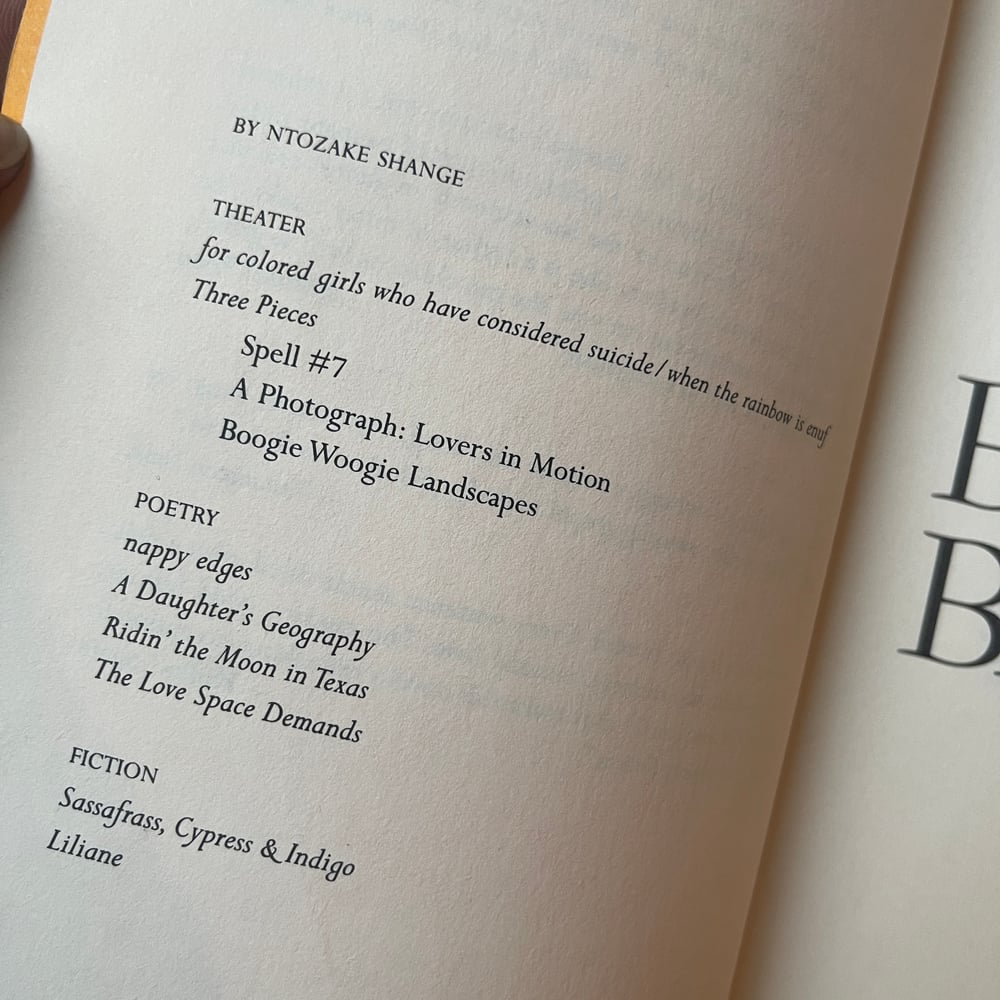 BY NTOZAKE SHANGE
THEATER
for colored girls who have considered suicide/when the rainbow is enuf
Three Pieces
Spell #7
A Photograph: Lovers in Motion
Boogie Woogie Landscapes
POETRY
nappy edges
A Daughter's Geography
Ridin' the Moon in Texas
The Love Space Demands
FICTION
Sassafrass, Cypress & Indigo
Liliane